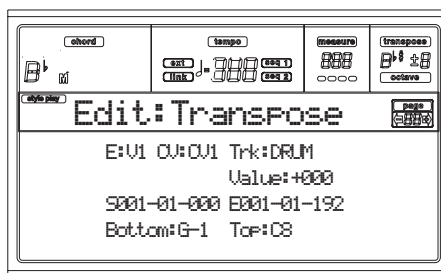 chord tempo measure transpose
ext link seq 1 seq 2
octave
style play
Edit:Transpose
page
E:V1 CV:CV1 Trk:DRUM
Value:+000
S001-01-000 E001-01-192
Bottom:G-1 Top:C8